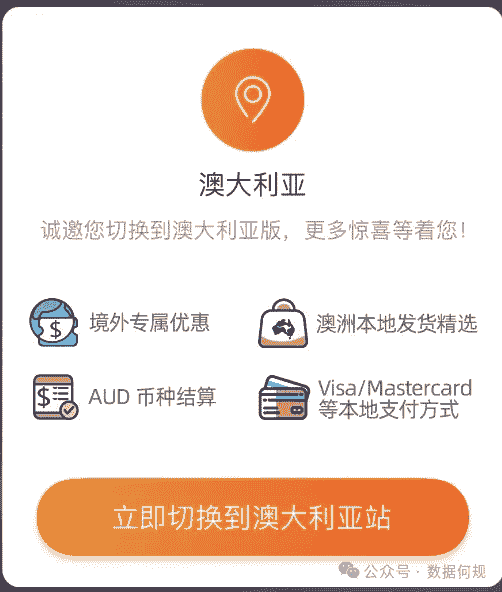 澳大利亚
诚邀您切换到澳大利亚版，更多惊喜等着您！
$ 境外专属优惠
澳洲本地发货精选
$ AUD 币种结算
Visa/Mastercard
等本地支付方式
立即切换到澳大利亚站
公众号 · 数据何规